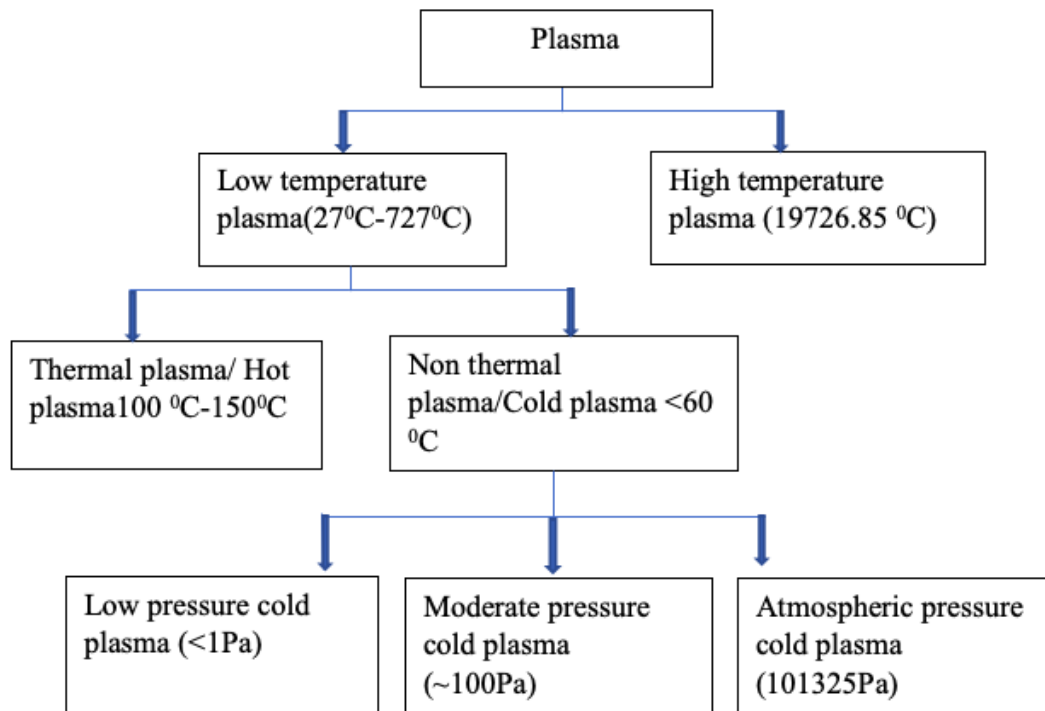 Plasma
Low temperature
plasma(27⁰C-727⁰C)
High temperature
plasma (19726.85 ⁰C)
Thermal plasma/ Hot
plasma100 ⁰C-150⁰C
Non thermal
plasma/Cold plasma <60
⁰C
Low pressure cold
plasma (<1Pa)
Moderate pressure
cold plasma
(~100Pa)
Atmospheric pressure
cold plasma
(101325Pa)